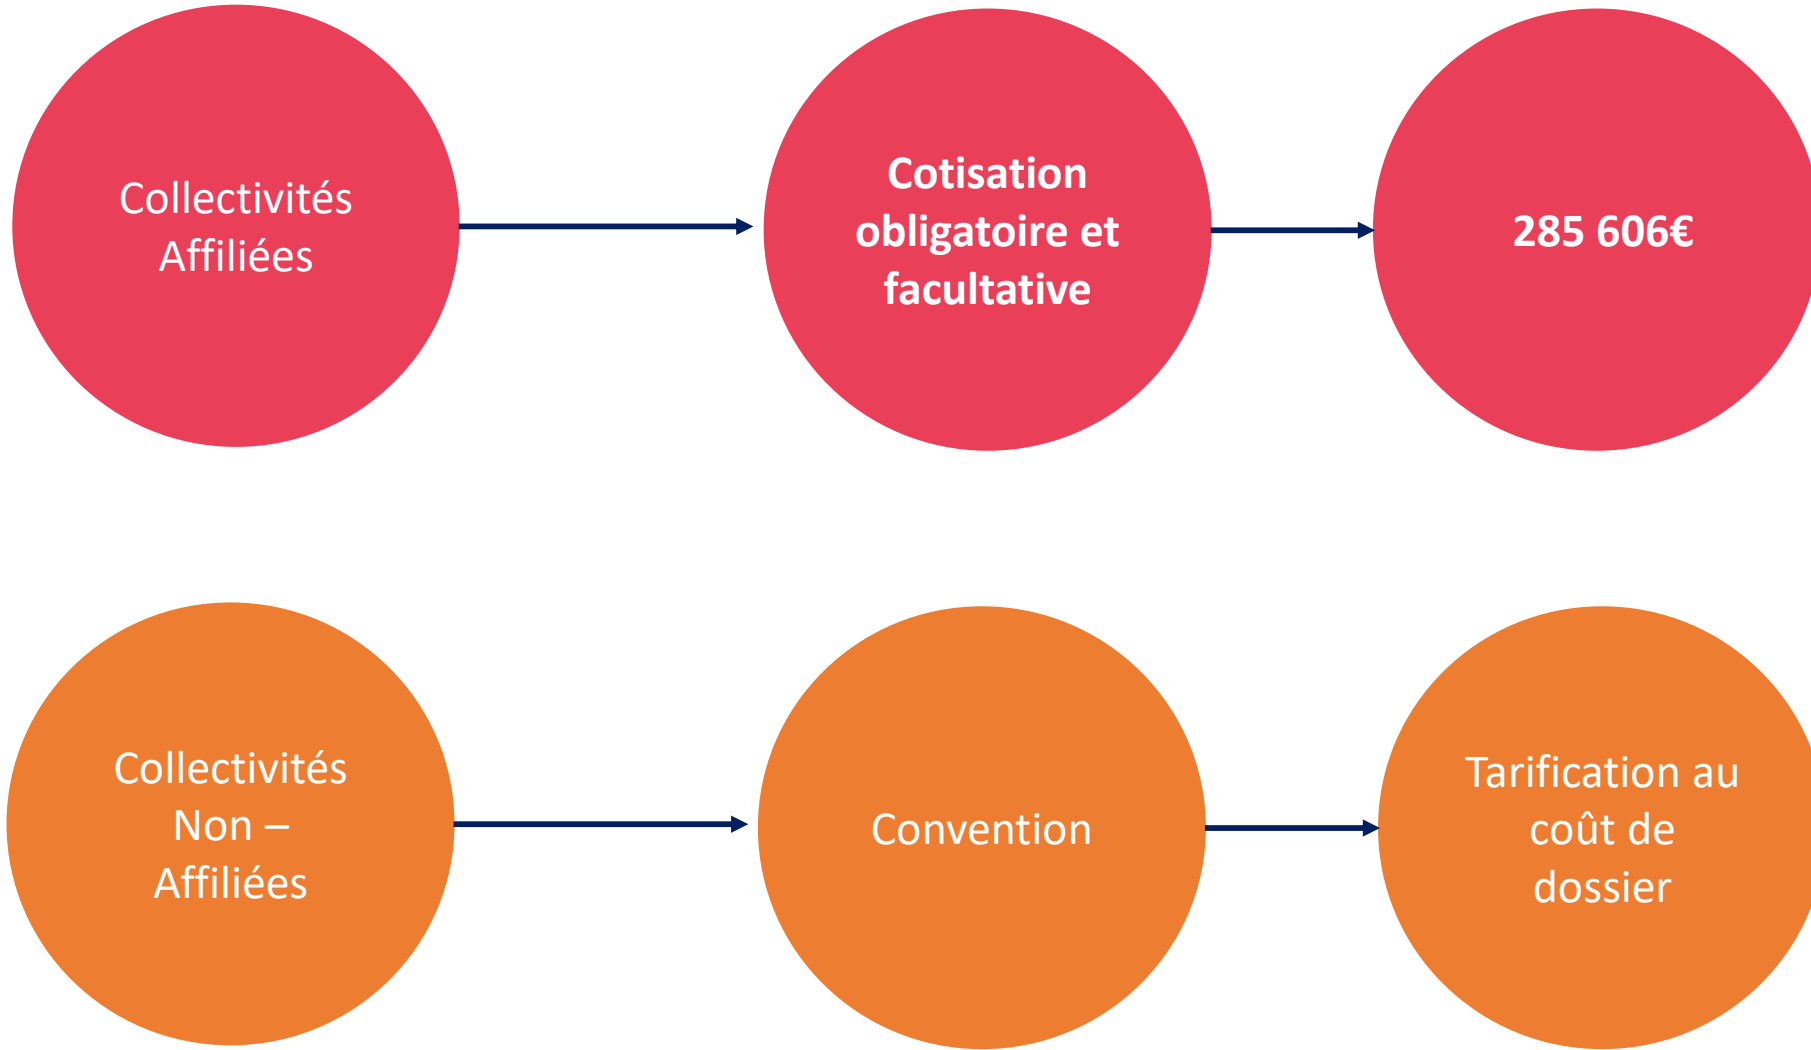 Collectivités
Affiliées
Cotisation
obligatoire et
facultative
285 606€
Collectivités
Non –
Affiliées
Convention
Tarification au
coût de
dossier